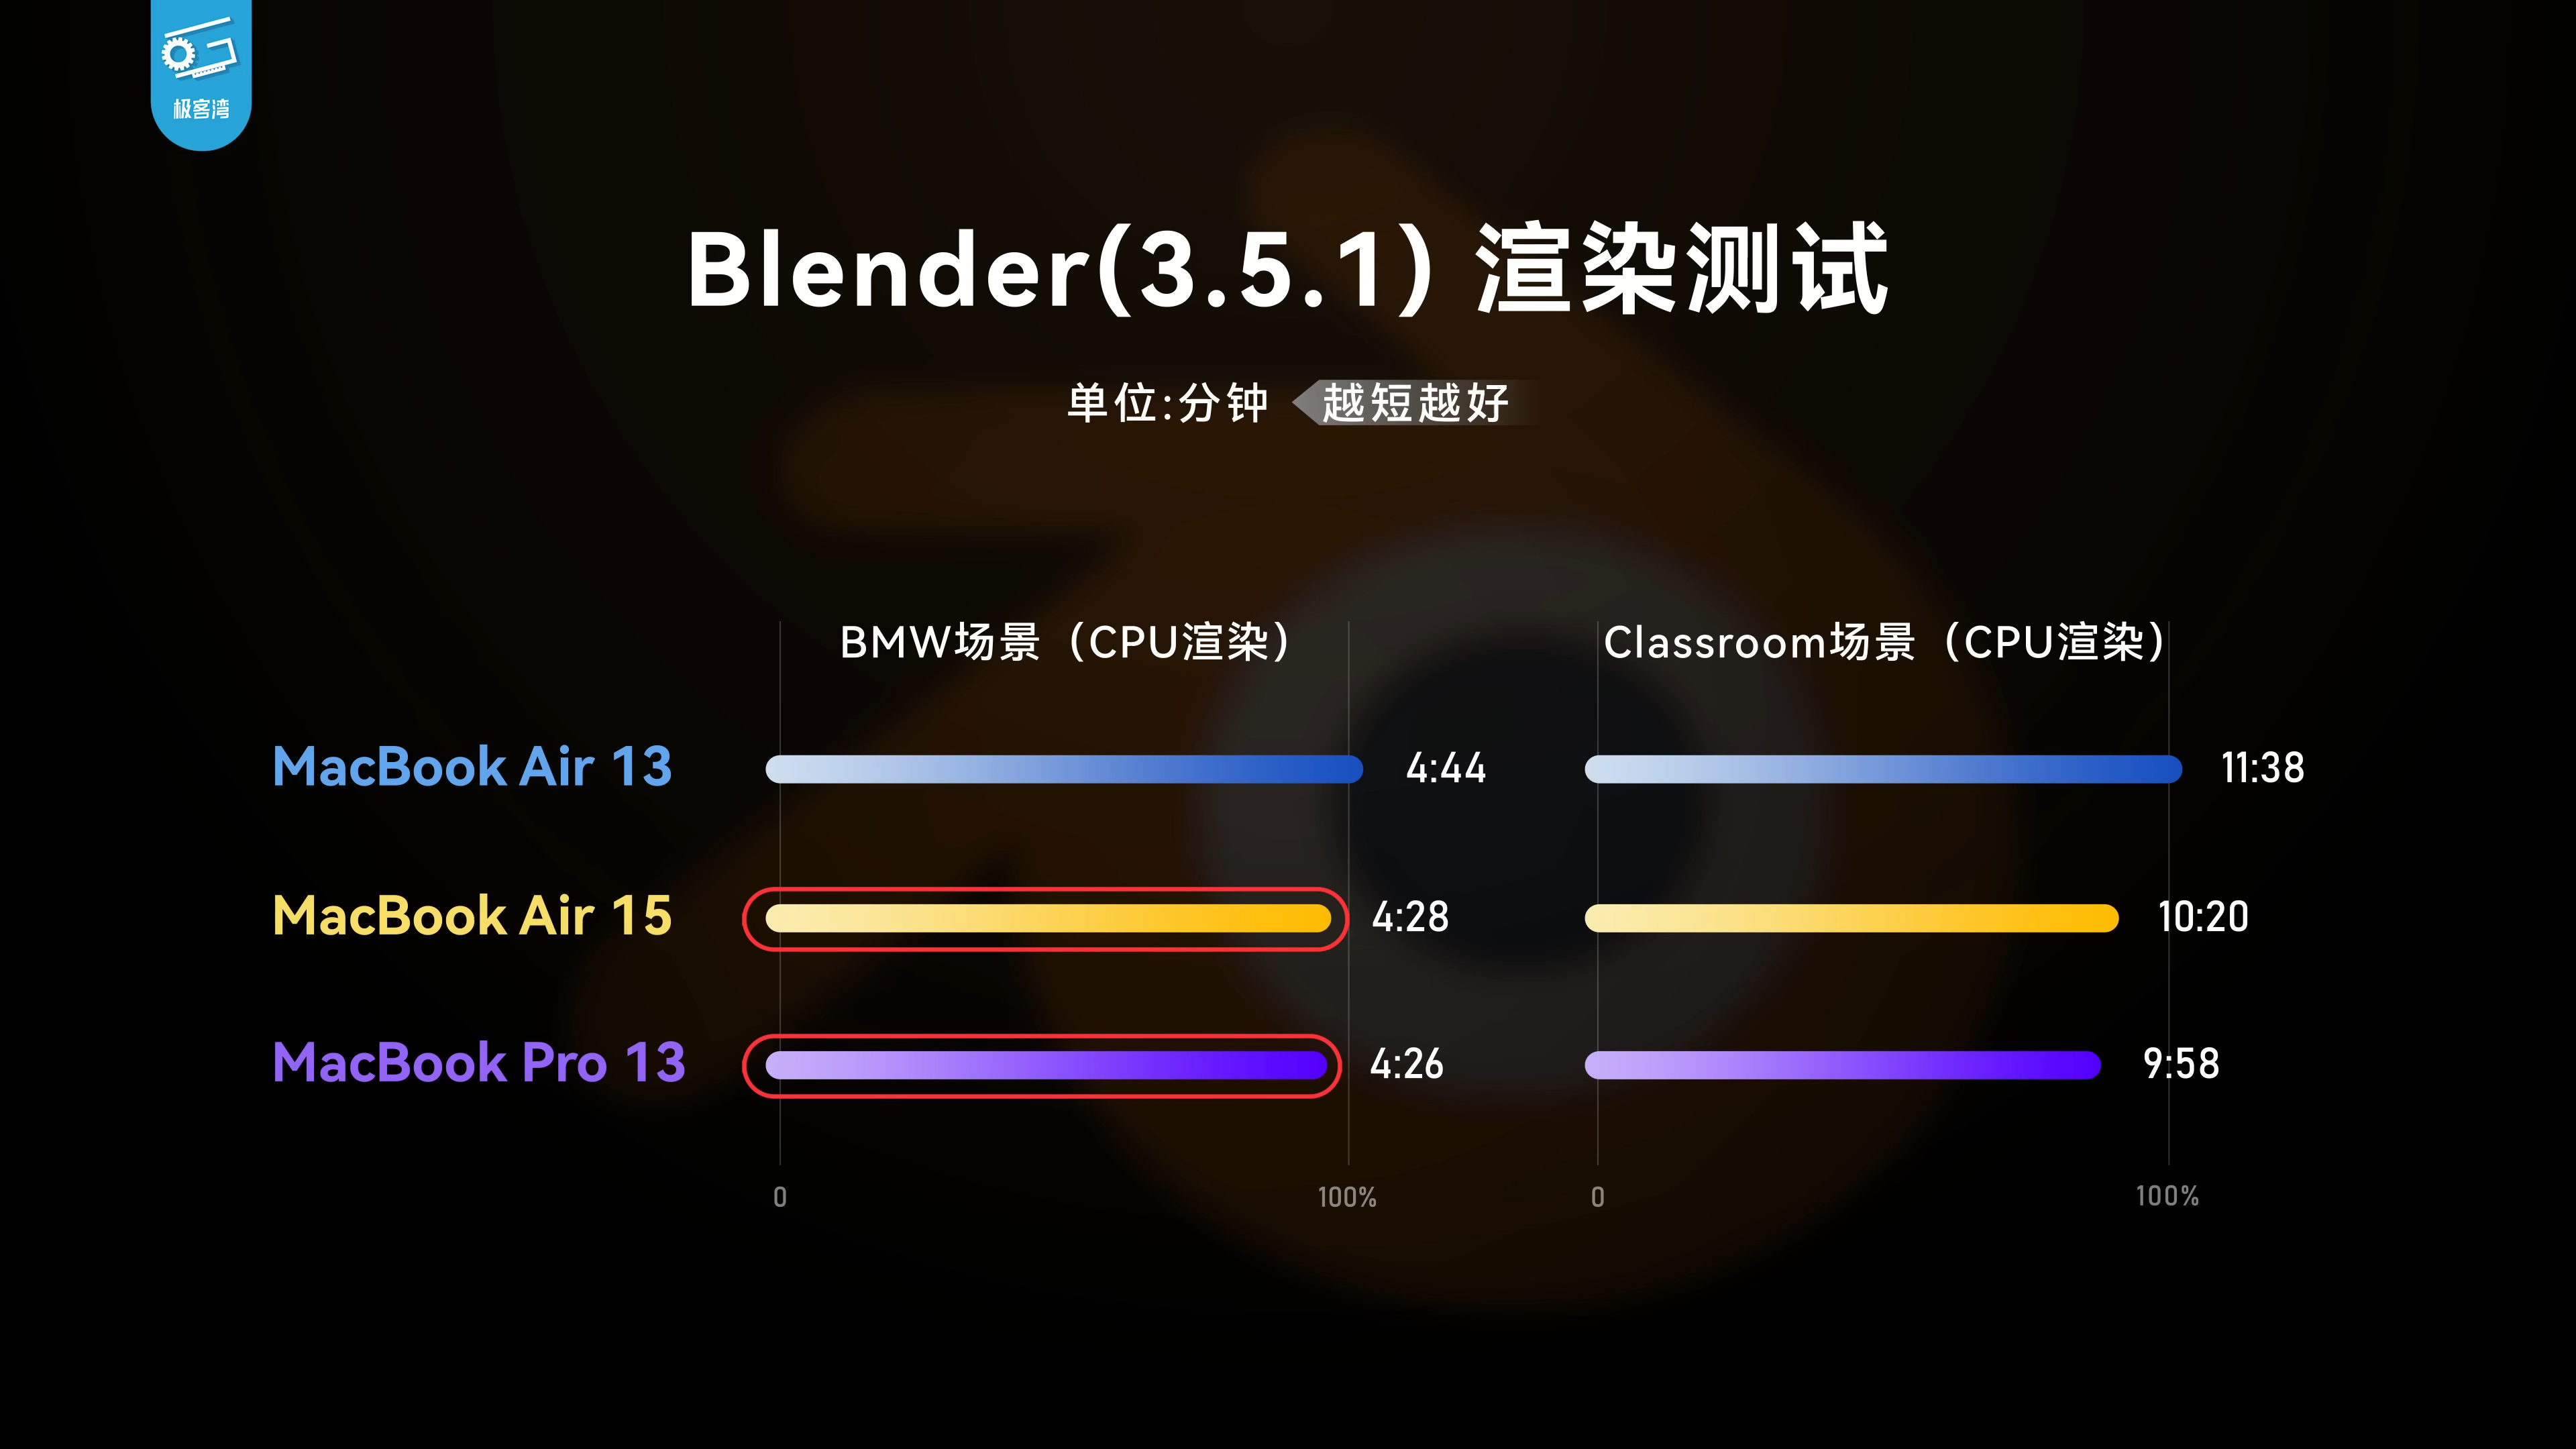 极客湾
Blender(3.5.1) 渲染测试
单位:分钟 越短越好
BMW场景（CPU渲染） Classroom场景（CPU渲染）
MacBook Air 13 4:44 11:38
MacBook Air 15 4:28 10:20
MacBook Pro 13 4:26 9:58
0 100% 0 100%